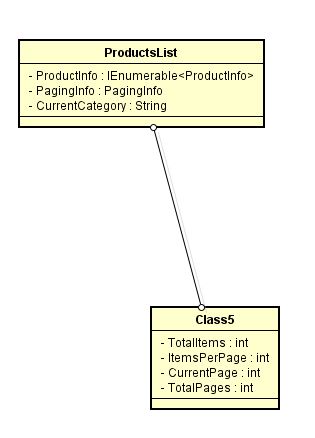 ProductsList
- ProductInfo : IEnumerable<ProductInfo>
- PagingInfo : PagingInfo
- CurrentCategory : String
Class5
- TotalItems : int
- ItemsPerPage : int
- CurrentPage : int
- TotalPages : int